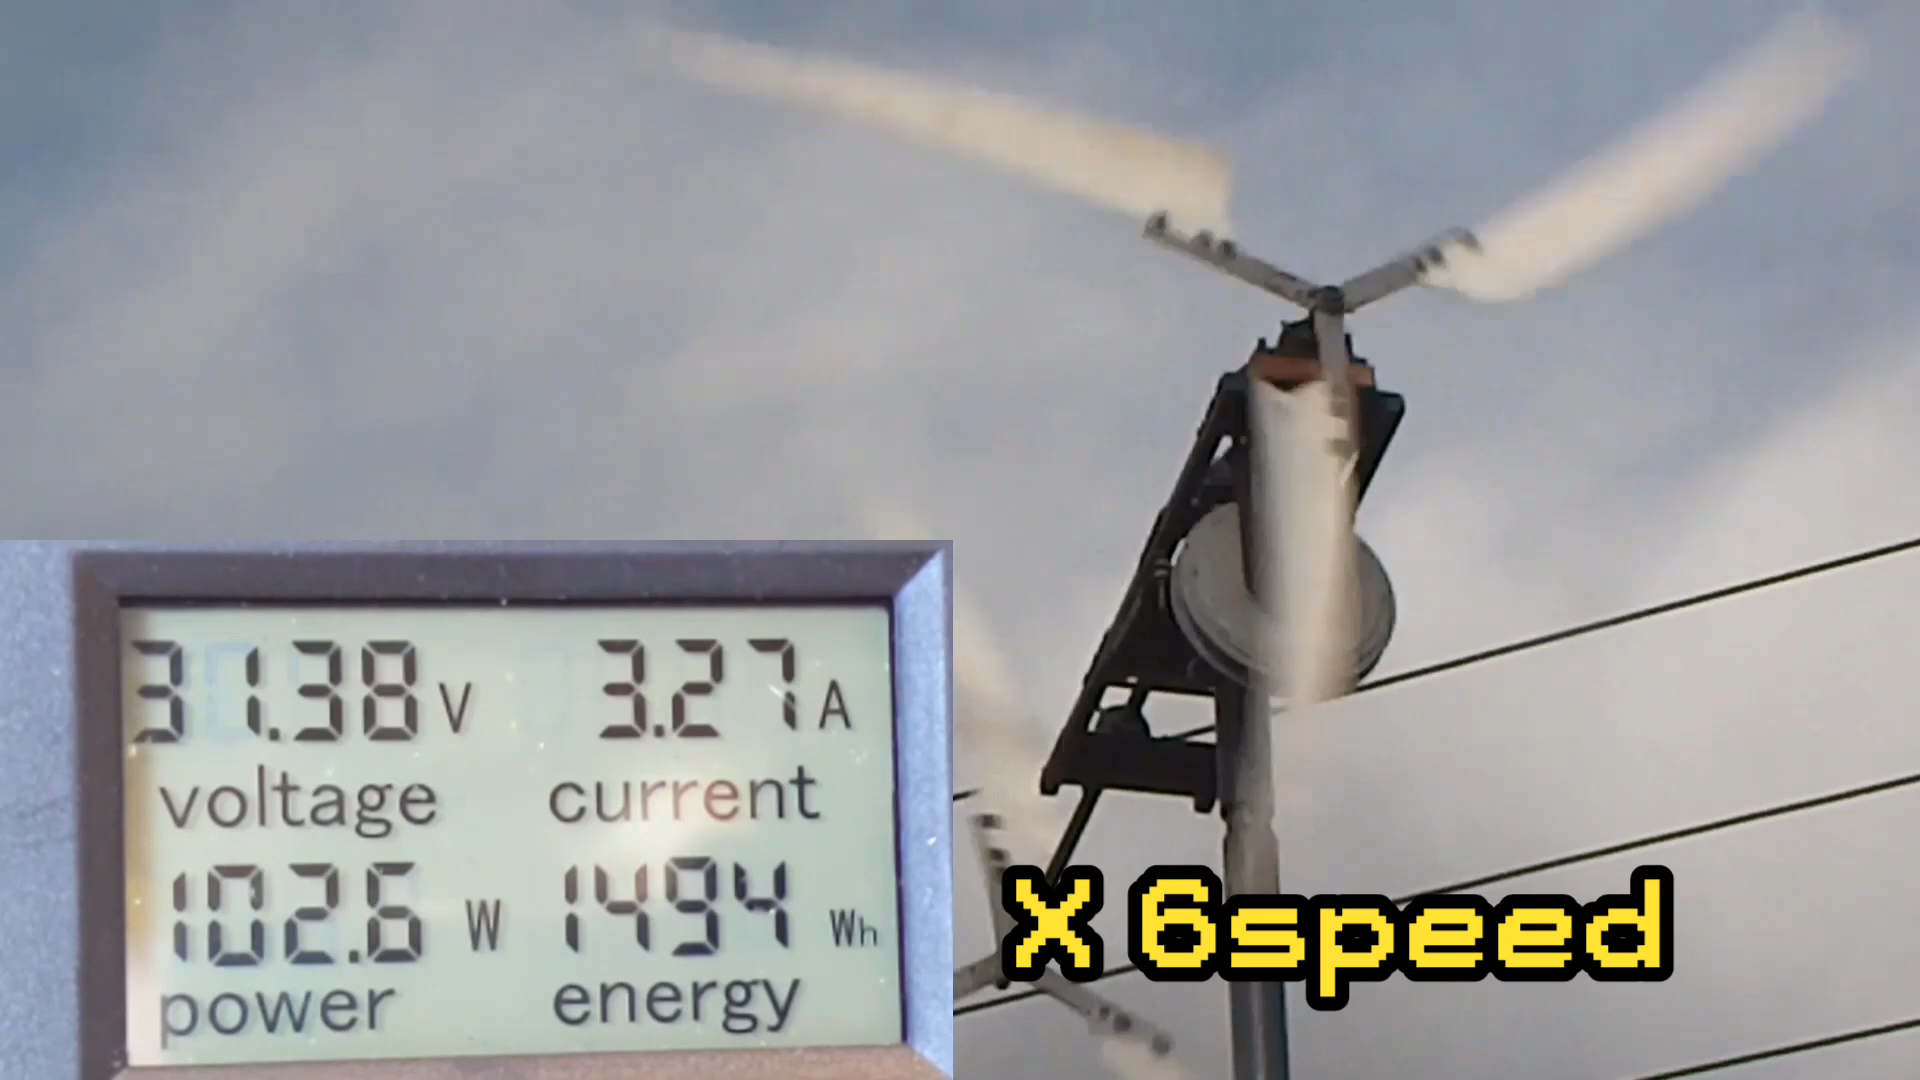 31.38 V 3.27 A
voltage current
102.6 W 1494 Wh
power energy
X 6speed